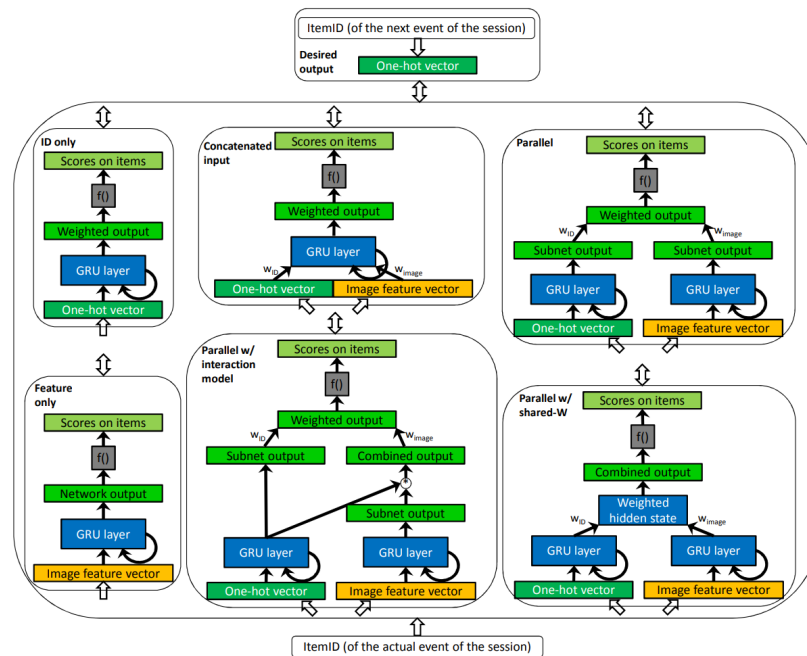 ItemID (of the next event of the session)
Desired
output
One-hot vector
ID only
Scores on items
f()
Weighted output
GRU layer
One-hot vector
Concatenated
input
Scores on items
f()
Weighted output
GRU layer
wID
wimage
One-hot vector
Image feature vector
Parallel
Scores on items
f()
Weighted output
wID
wimage
Subnet output
Subnet output
GRU layer
GRU layer
One-hot vector
Image feature vector
Feature
only
Scores on items
f()
Network output
GRU layer
Image feature vector
Parallel w/
interaction
model
Scores on items
f()
Weighted output
wID
wimage
Subnet output
Combined output
*
Subnet output
GRU layer
GRU layer
One-hot vector
Image feature vector
Parallel w/
shared-W
Scores on items
f()
Combined output
Weighted
hidden state
wID
wimage
GRU layer
GRU layer
One-hot vector
Image feature vector
ItemID (of the actual event of the session)